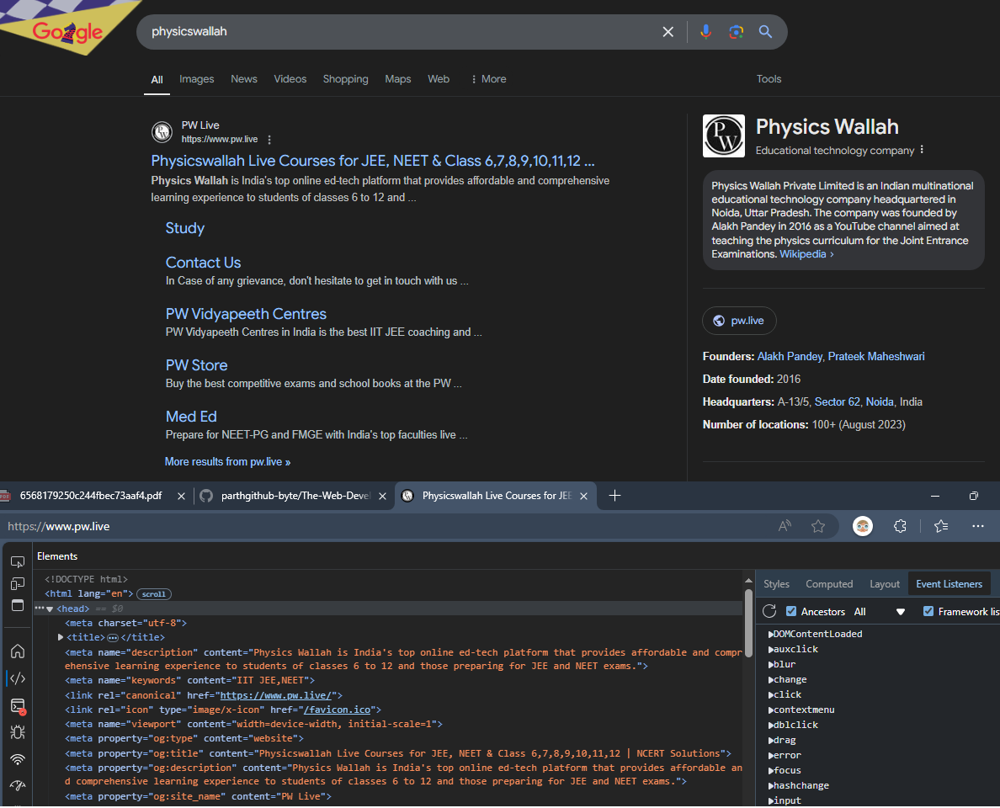 Google
physicswallah
All Images News Videos Shopping Maps Web More Tools
PW Live
https://www.pw.live
Physicswallah Live Courses for JEE, NEET & Class 6,7,8,9,10,11,12 ...
Physics Wallah is India's top online ed-tech platform that provides affordable and comprehensive
learning experience to students of classes 6 to 12 and ...
Study
Contact Us
In Case of any grievance, don't hesitate to get in touch with us ...
PW Vidyapeeth Centres
PW Vidyapeeth Centres in India is the best IIT JEE coaching and ...
PW Store
Buy the best competitive exams and school books at the PW ...
Med Ed
Prepare for NEET-PG and FMGE with India's top faculties live ...
More results from pw.live »
PW
Physics Wallah
Educational technology company
Physics Wallah Private Limited is an Indian multinational
educational technology company headquartered in
Noida, Uttar Pradesh. The company was founded by
Alakh Pandey in 2016 as a YouTube channel aimed at
teaching the physics curriculum for the Joint Entrance
Examinations. Wikipedia ›
pw.live
Founders: Alakh Pandey, Prateek Maheshwari
Date founded: 2016
Headquarters: A-13/5, Sector 62, Noida, India
Number of locations: 100+ (August 2023)
6568179250c244fbec73aaf4.pdf
parthgithub-byte/The-Web-Devel
Physicswallah Live Courses for JEE
https://www.pw.live
Elements
<!DOCTYPE html>
<html lang="en"> scroll
<head> == $0
<meta charset="utf-8">
<title>…</title>
<meta name="description" content="Physics Wallah is India's top online ed-tech platform that provides affordable and compr
ehensive learning experience to students of classes 6 to 12 and those preparing for JEE and NEET exams.">
<meta name="keywords" content="IIT JEE,NEET">
<link rel="canonical" href="https://www.pw.live/">
<link rel="icon" type="image/x-icon" href="/favicon.ico">
<meta name="viewport" content="width=device-width, initial-scale=1">
<meta property="og:type" content="website">
<meta property="og:title" content="Physicswallah Live Courses for JEE, NEET & Class 6,7,8,9,10,11,12 | NCERT Solutions">
<meta property="og:description" content="Physics Wallah is India's top online ed-tech platform that provides affordable an
d comprehensive learning experience to students of classes 6 to 12 and those preparing for JEE and NEET exams.">
<meta property="og:site_name" content="PW Live">
Styles Computed Layout Event Listeners
Ancestors All Framework lis
DOMContentLoaded
auxclick
blur
change
click
contextmenu
dblclick
drag
error
focus
hashchange
input